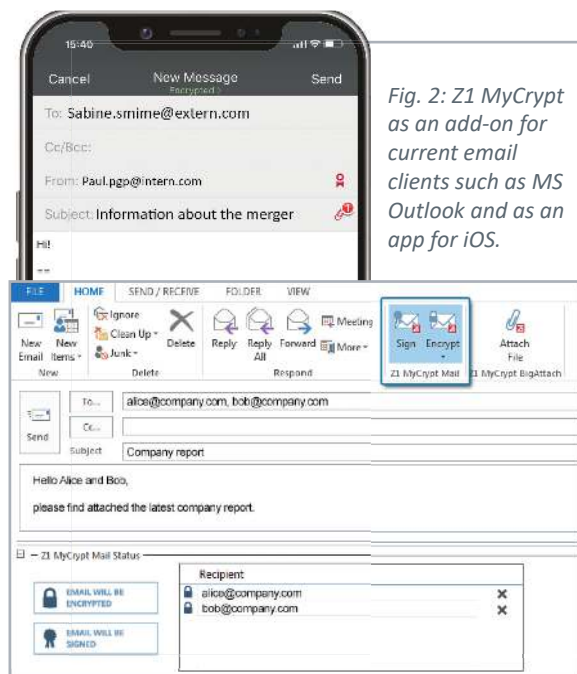 15:40
Cancel New Message Send
Encrypted >
To: Sabine.smime@extern.com
Cc/Bcc:
From: Paul.pgp@intern.com
Subject: Information about the merger
Hi!
--
Fig. 2: Z1 MyCrypt
as an add-on for
current email
clients such as MS
Outlook and as an
app for iOS.
FILE HOME SEND / RECEIVE FOLDER VIEW
New Email
New Items
Ignore
Clean Up
Junk
Delete
Reply
Reply All
Forward
Meeting
More
Sign
Encrypt
Attach File
New Delete Respond Z1 MyCrypt Mail Z1 MyCrypt BigAttach
Send
To... alice@company.com, bob@company.com
Cc...
Subject Company report
Hello Alice and Bob,
please find attached the latest company report.
Z1 MyCrypt Mail Status
EMAIL WILL BE
ENCRYPTED
EMAIL WILL BE
SIGNED
Recipient
alice@company.com
bob@company.com